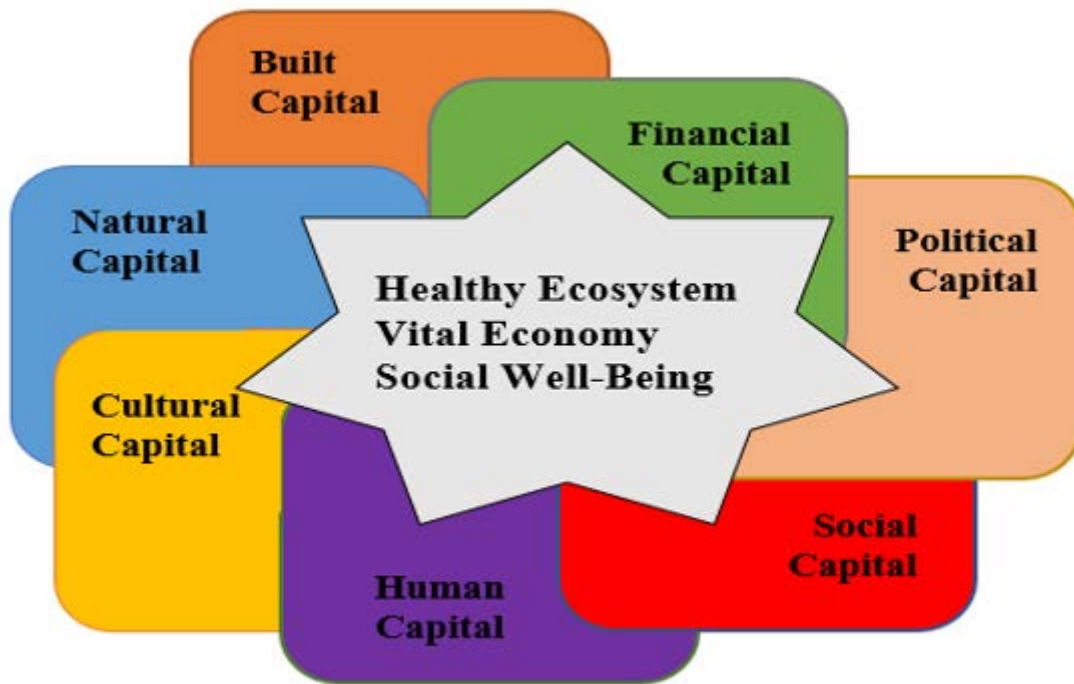 Built
Capital
Financial
Capital
Natural
Capital
Political
Capital
Healthy Ecosystem
Vital Economy
Social Well-Being
Cultural
Capital
Social
Capital
Human
Capital